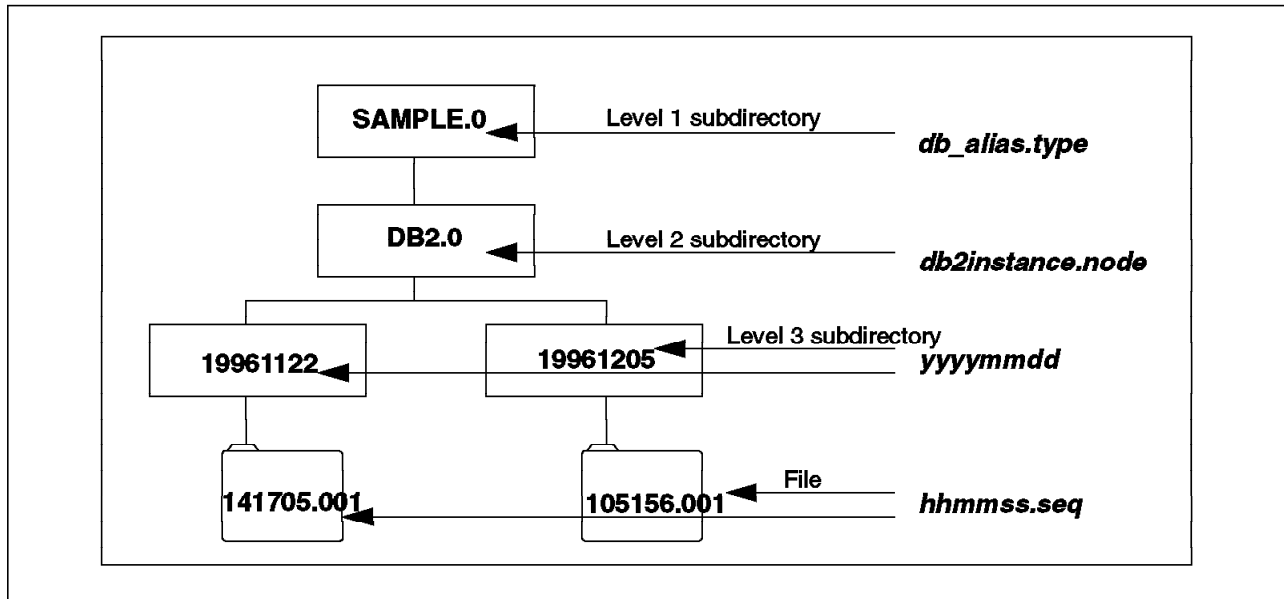 SAMPLE.0
Level 1 subdirectory
db_alias.type
DB2.0
Level 2 subdirectory
db2instance.node
19961122
19961205
Level 3 subdirectory
yyyymmdd
141705.001
105156.001
File
hhmmss.seq